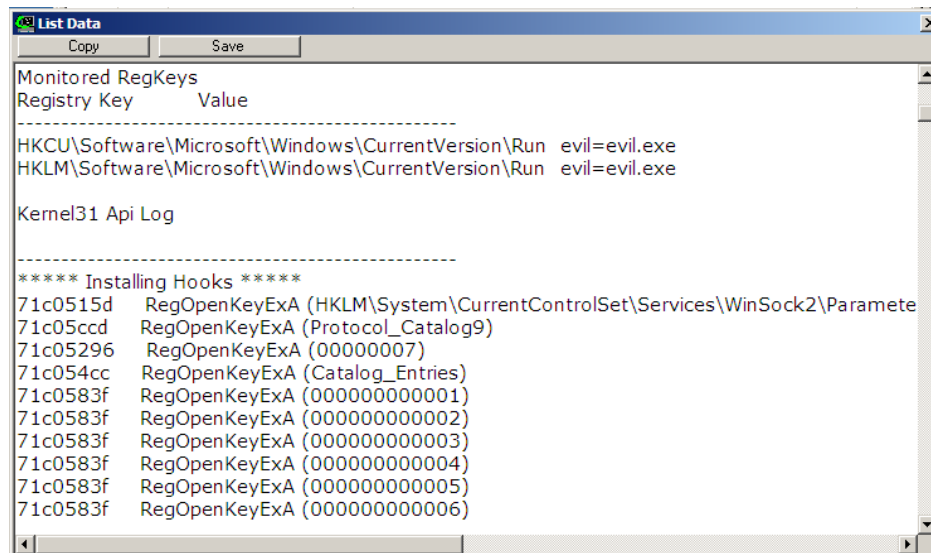 List Data
Copy Save
Monitored RegKeys
Registry Key Value
--------------------------------------------------
HKCU\Software\Microsoft\Windows\CurrentVersion\Run evil=evil.exe
HKLM\Software\Microsoft\Windows\CurrentVersion\Run evil=evil.exe
Kernel31 Api Log
--------------------------------------------------
***** Installing Hooks *****
71c0515d RegOpenKeyExA (HKLM\System\CurrentControlSet\Services\WinSock2\Paramete
71c05ccd RegOpenKeyExA (Protocol_Catalog9)
71c05296 RegOpenKeyExA (00000007)
71c054cc RegOpenKeyExA (Catalog_Entries)
71c0583f RegOpenKeyExA (000000000001)
71c0583f RegOpenKeyExA (000000000002)
71c0583f RegOpenKeyExA (000000000003)
71c0583f RegOpenKeyExA (000000000004)
71c0583f RegOpenKeyExA (000000000005)
71c0583f RegOpenKeyExA (000000000006)